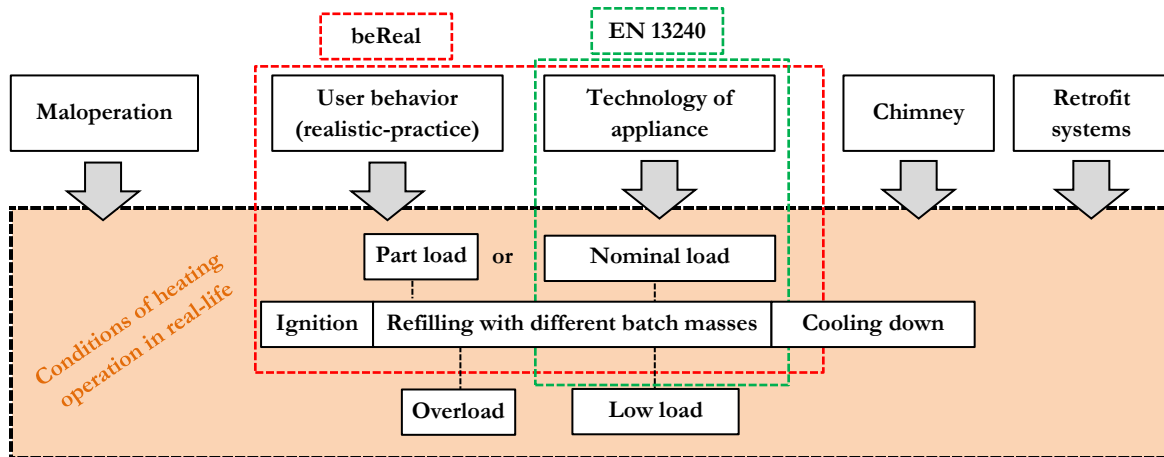 beReal
EN 13240
Maloperation
User behavior
(realistic-practice)
Technology of
appliance
Chimney
Retrofit
systems
Part load
or
Nominal load
Conditions of heating
operation in real-life
Ignition
Refilling with different batch masses
Cooling down
Overload
Low load